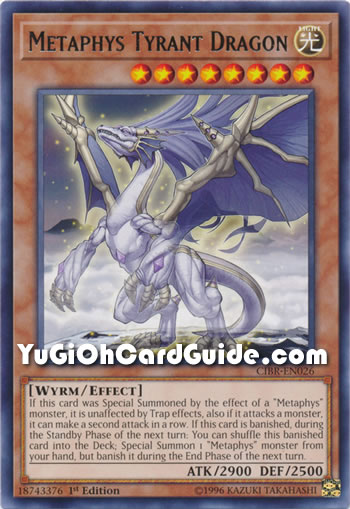 METAPHYS TYRANT DRAGON
LIGHT
光
YuGiOhCardGuide.com
CIBR-EN026
[WYRM/EFFECT]
If this card was Special Summoned by the effect of a "Metaphys"
monster, it is unaffected by Trap effects, also if it attacks a monster,
it can make a second attack in a row. If this card is banished, during
the Standby Phase of the next turn: You can shuffle this banished
card into the Deck; Special Summon 1 "Metaphys" monster from
your hand, but banish it during the End Phase of the next turn.
ATK/2900 DEF/2500
18743376 1st Edition ©1996 KAZUKI TAKAHASHI